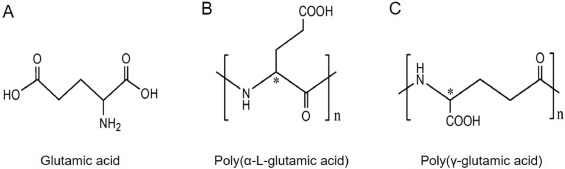 A
B
C
O
HO
O
OH
NH₂
Glutamic acid
COOH
*
N
H
O
n
Poly(α-L-glutamic acid)
H
N
*
COOH
O
n
Poly(γ-glutamic acid)